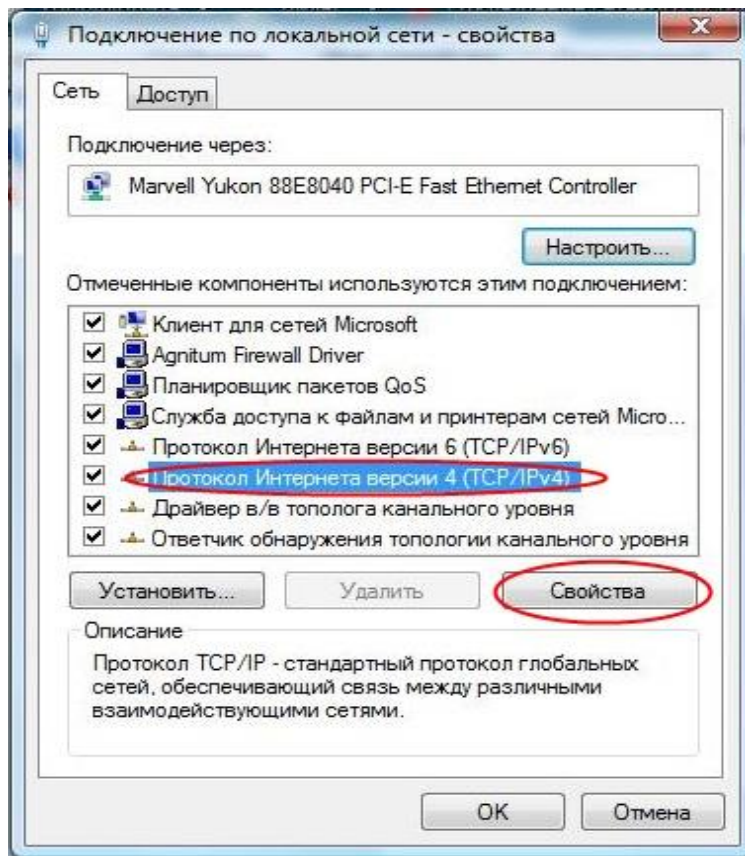 Подключение по локальной сети - свойства
Сеть
Доступ
Подключение через:
Marvell Yukon 88E8040 PCI-E Fast Ethernet Controller
Настроить...
Отмеченные компоненты используются этим подключением:
Клиент для сетей Microsoft
Agnitum Firewall Driver
Планировщик пакетов QoS
Служба доступа к файлам и принтерам сетей Micro...
Протокол Интернета версии 6 (TCP/IPv6)
Протокол Интернета версии 4 (TCP/IPv4)
Драйвер в/в тополога канального уровня
Ответчик обнаружения топологии канального уровня
Установить...
Удалить
Свойства
Описание
Протокол TCP/IP - стандартный протокол глобальных
сетей, обеспечивающий связь между различными
взаимодействующими сетями.
OK
Отмена